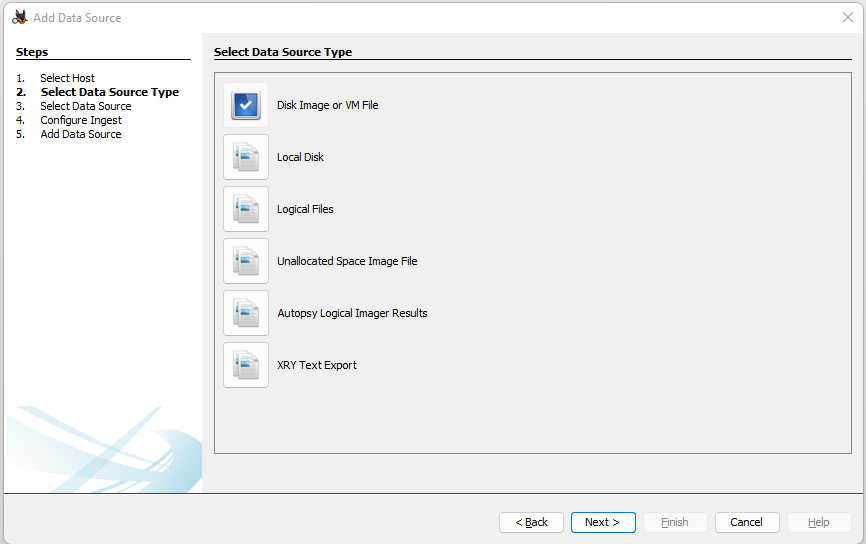 Add Data Source
Steps
1. Select Host
2. Select Data Source Type
3. Select Data Source
4. Configure Ingest
5. Add Data Source
Select Data Source Type
Disk Image or VM File
Local Disk
Logical Files
Unallocated Space Image File
Autopsy Logical Imager Results
XRY Text Export
< Back
Next >
Finish
Cancel
Help